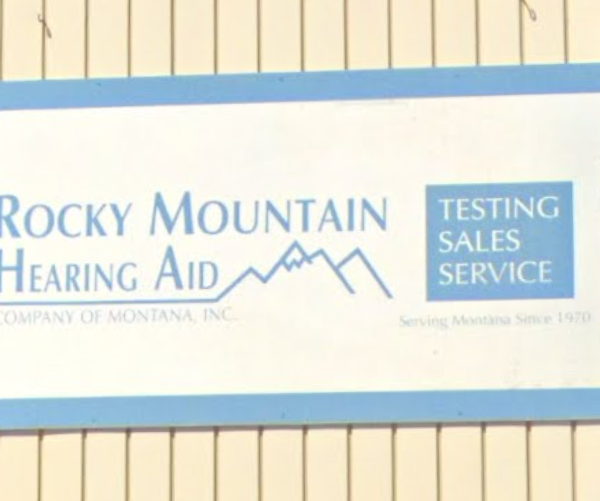 ROCKY MOUNTAIN
HEARING AID
COMPANY OF MONTANA, INC.
TESTING
SALES
SERVICE
Serving Montana Since 1970